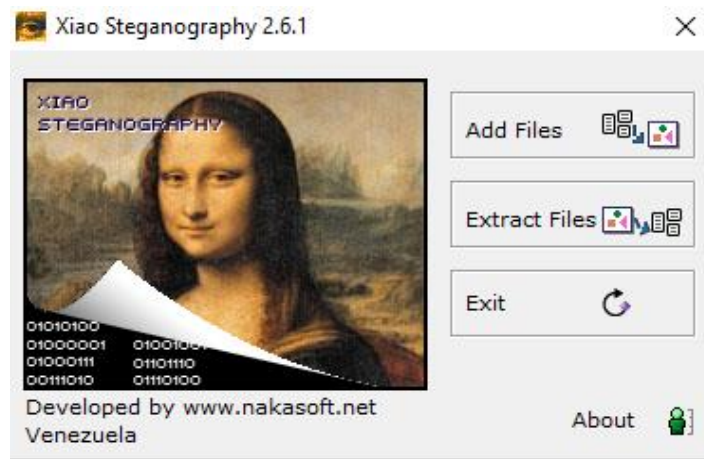 Xiao Steganography 2.6.1
XIAO
STEGANOGRAPHY
Add Files
Extract Files
Exit
01010100
01000001 01001001
01000111 01101110
00111010 01110100
Developed by www.nakasoft.net
Venezuela
About